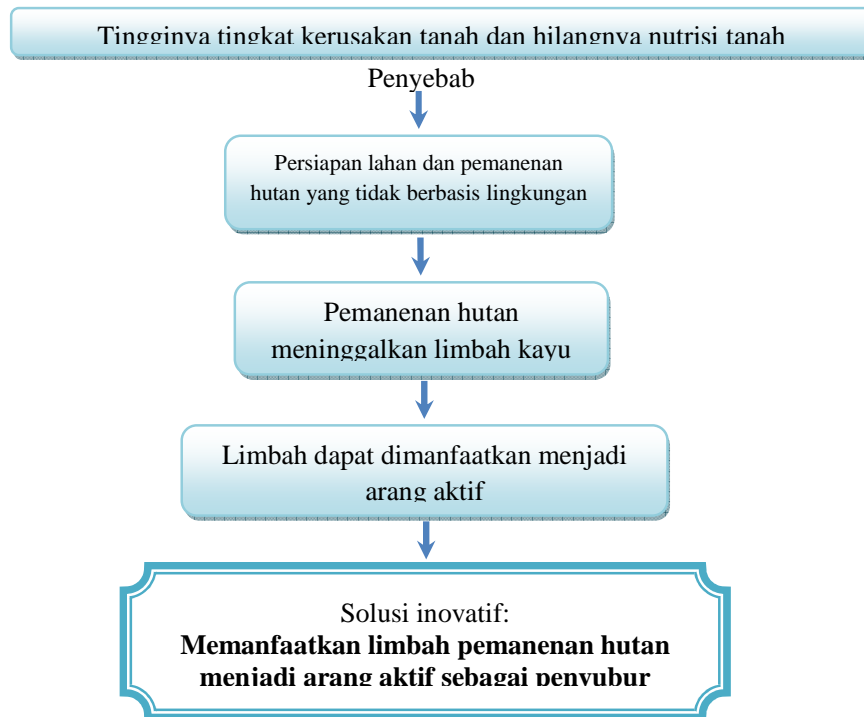 Tingginya tingkat kerusakan tanah dan hilangnya nutrisi tanah
Penyebab
Persiapan lahan dan pemanenan
hutan yang tidak berbasis lingkungan
Pemanenan hutan
meninggalkan limbah kayu
Limbah dapat dimanfaatkan menjadi
arang aktif
Solusi inovatif:
Memanfaatkan limbah pemanenan hutan
menjadi arang aktif sebagai penyubur